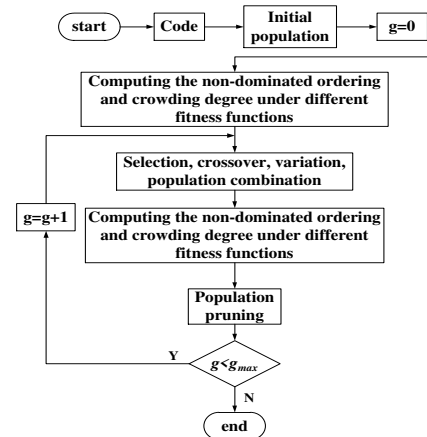 start
Code
Initial
population
g=0
Computing the non-dominated ordering
and crowding degree under different
fitness functions
Selection, crossover, variation,
population combination
g=g+1
Computing the non-dominated ordering
and crowding degree under different
fitness functions
Population
pruning
Y
g<gmax
N
end